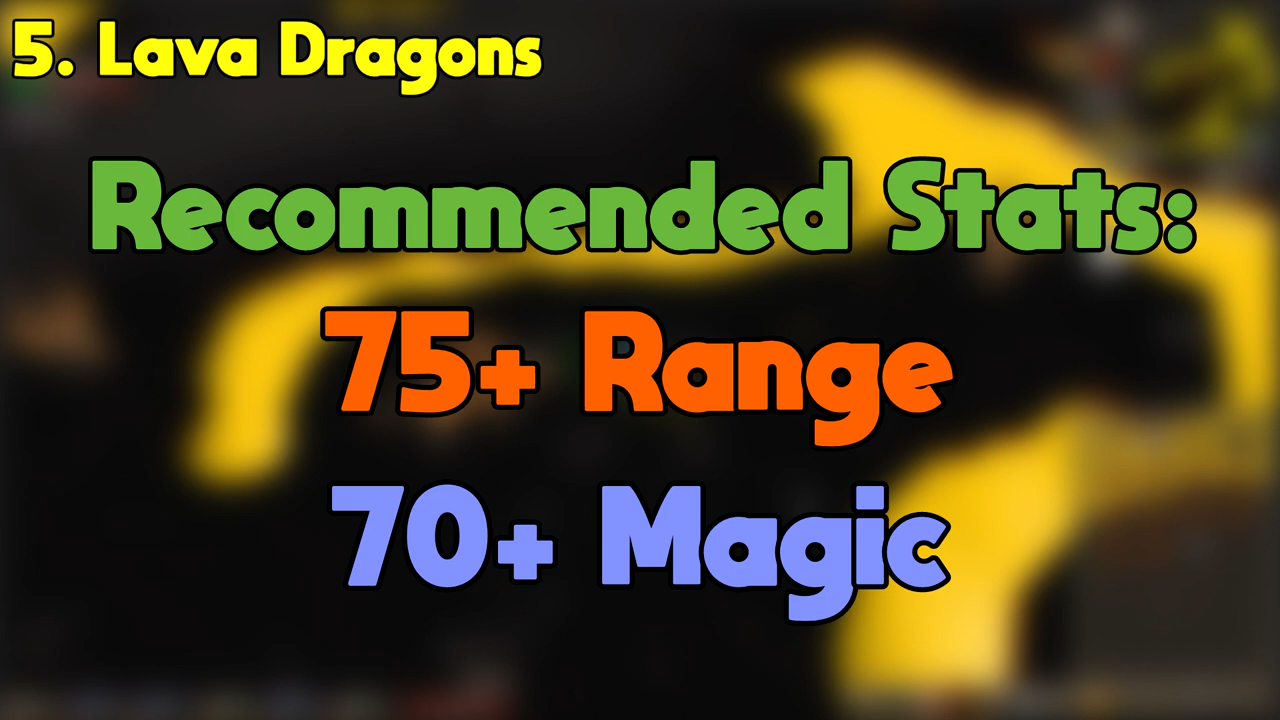 5. Lava Dragons
Recommended Stats:
75+ Range
70+ Magic